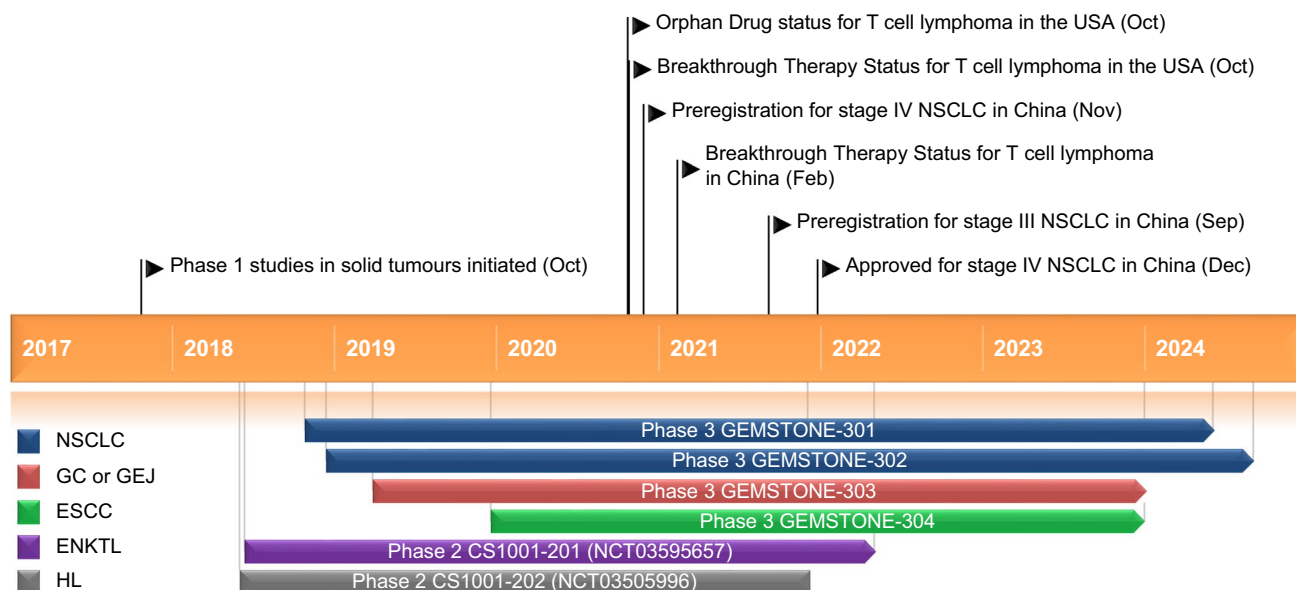 Orphan Drug status for T cell lymphoma in the USA (Oct)
Breakthrough Therapy Status for T cell lymphoma in the USA (Oct)
Preregistration for stage IV NSCLC in China (Nov)
Breakthrough Therapy Status for T cell lymphoma
in China (Feb)
Preregistration for stage III NSCLC in China (Sep)
Phase 1 studies in solid tumours initiated (Oct)
Approved for stage IV NSCLC in China (Dec)
2017 2018 2019 2020 2021 2022 2023 2024
NSCLC
GC or GEJ
ESCC
ENKTL
HL
Phase 3 GEMSTONE-301
Phase 3 GEMSTONE-302
Phase 3 GEMSTONE-303
Phase 3 GEMSTONE-304
Phase 2 CS1001-201 (NCT03595657)
Phase 2 CS1001-202 (NCT03505996)